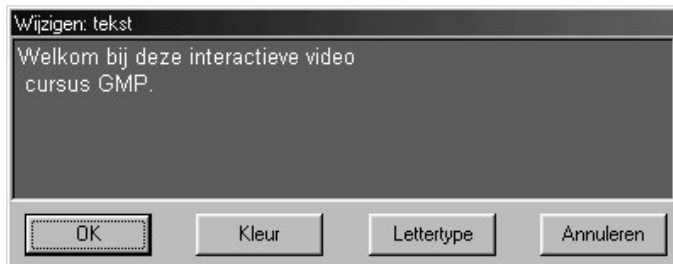 Wijzigen: tekst
Welkom bij deze interactieve video
cursus GMP.
OK Kleur Lettertype Annuleren